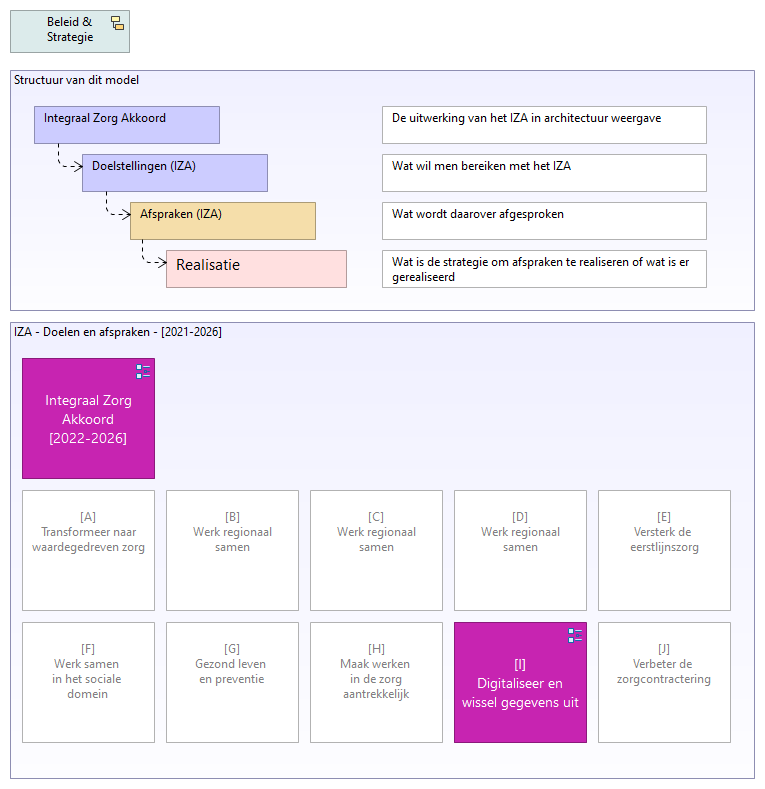 Beleid &
Strategie
Structuur van dit model
Integraal Zorg Akkoord
De uitwerking van het IZA in architectuur weergave
Doelstellingen (IZA)
Wat wil men bereiken met het IZA
Afspraken (IZA)
Wat wordt daarover afgesproken
Realisatie
Wat is de strategie om afspraken te realiseren of wat is er
gerealiseerd
IZA - Doelen en afspraken - [2021-2026]
Integraal Zorg
Akkoord
[2022-2026]
[A]
Transformeer naar
waardegedreven zorg
[B]
Werk regionaal
samen
[C]
Werk regionaal
samen
[D]
Werk regionaal
samen
[E]
Versterk de
eerstlijnszorg
[F]
Werk samen
in het sociale
domein
[G]
Gezond leven
en preventie
[H]
Maak werken
in de zorg
aantrekkelijk
[I]
Digitaliseer en
wissel gegevens uit
[J]
Verbeter de
zorgcontractering